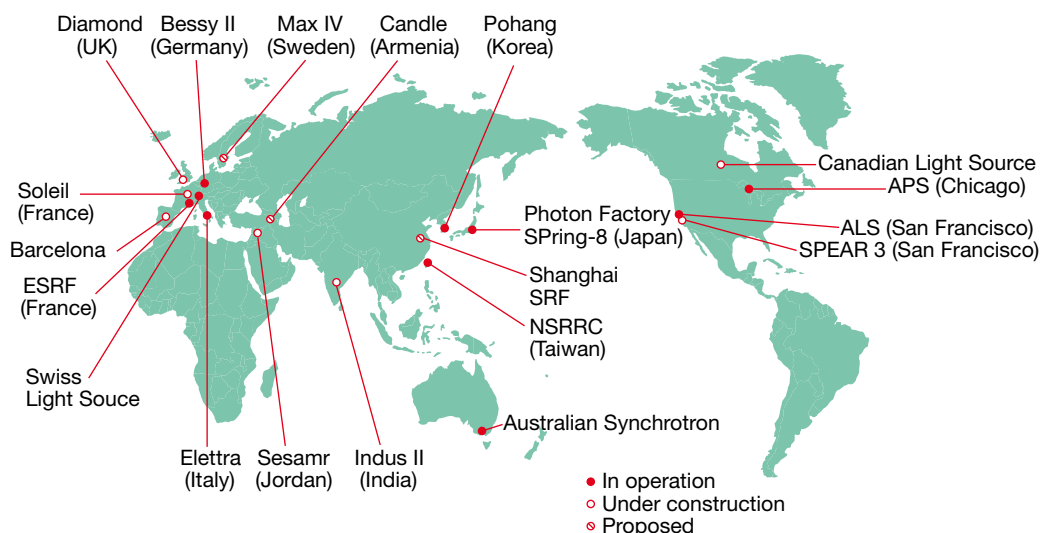 Diamond
(UK)
Bessy II
(Germany)
Max IV
(Sweden)
Candle
(Armenia)
Pohang
(Korea)
Soleil
(France)
Barcelona
ESRF
(France)
Swiss
Light Souce
Elettra
(Italy)
Sesamr
(Jordan)
Indus II
(India)
Photon Factory
SPring-8 (Japan)
Shanghai
SRF
NSRRC
(Taiwan)
Australian Synchrotron
Canadian Light Source
APS (Chicago)
ALS (San Francisco)
SPEAR 3 (San Francisco)
In operation
Under construction
Proposed